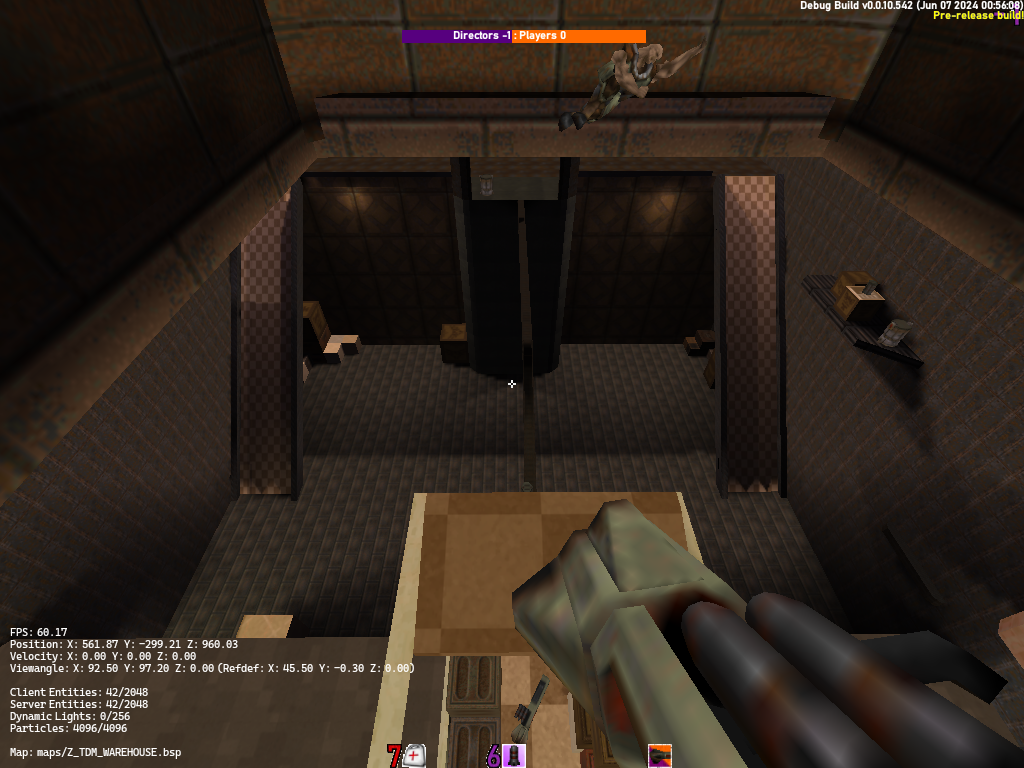 Debug Build v0.0.10.542 (Jun 07 2024 00:56:08)
Pre-release build!
Directors -1 : Players 0
FPS: 60.17
Position: X: 561.87 Y: -299.21 Z: 960.03
Velocity: X: 0.00 Y: 0.00 Z: 0.00
Viewangle: X: 92.50 Y: 97.20 Z: 0.00 (Refdef: X: 45.50 Y: -0.30 Z: 0.00)
Client Entities: 42/2048
Server Entities: 42/2048
Dynamic Lights: 0/256
Particles: 4096/4096
Map: maps/Z_TDM_WAREHOUSE.bsp
7 6